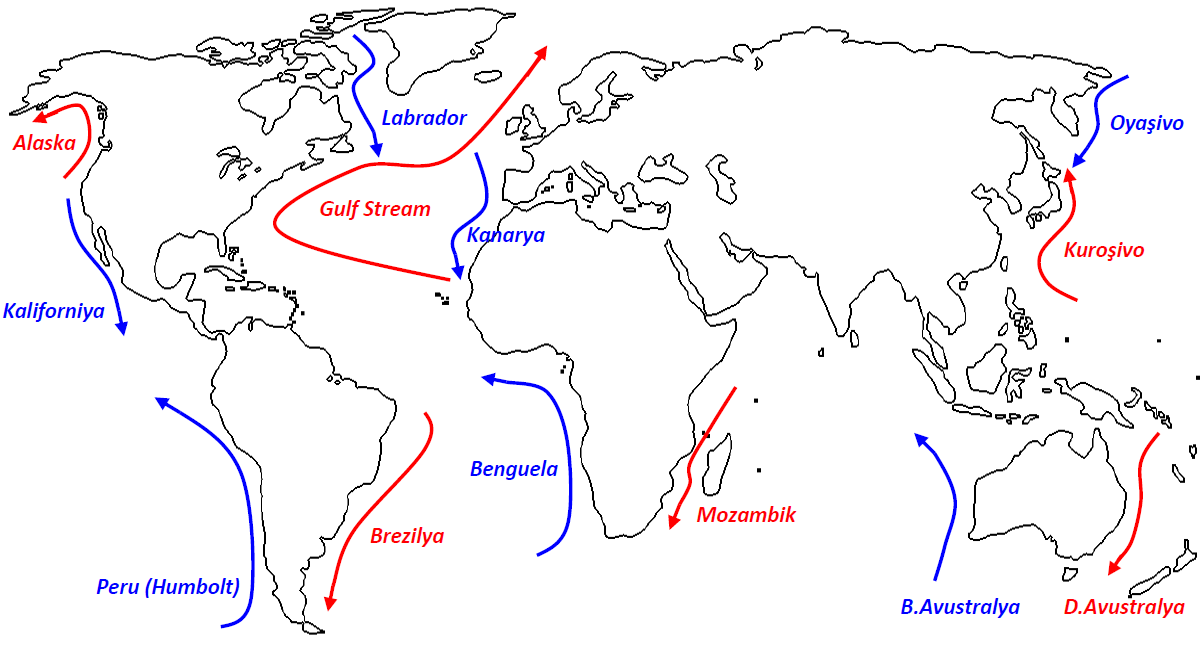 Labrador
Oyaşivo
Alaska
Gulf Stream
Kanarya
Kuroşivo
Kaliforniya
Benguela
Mozambik
Brezilya
Peru (Humbolt)
B.Avustralya
D.Avustralya